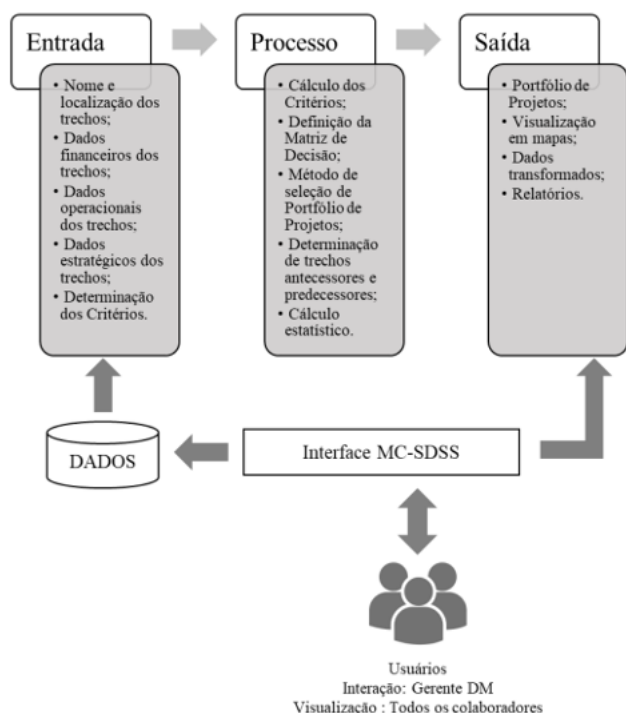 Entrada
Processo
Saída
• Nome e
localização dos
trechos;
• Dados
financeiros dos
trechos;
• Dados
operacionais
dos trechos;
• Dados
estratégicos dos
trechos;
• Determinação
dos Critérios.
• Cálculo dos
Critérios;
• Definição da
Matriz de
Decisão;
• Método de
seleção de
Portfólio de
Projetos;
• Determinação
de trechos
antecessores e
predecessores;
• Cálculo
estatístico.
• Portfólio de
Projetos;
• Visualização
em mapas;
• Dados
transformados;
• Relatórios.
DADOS
Interface MC-SDSS
Usuários
Interação: Gerente DM
Visualização : Todos os colaboradores